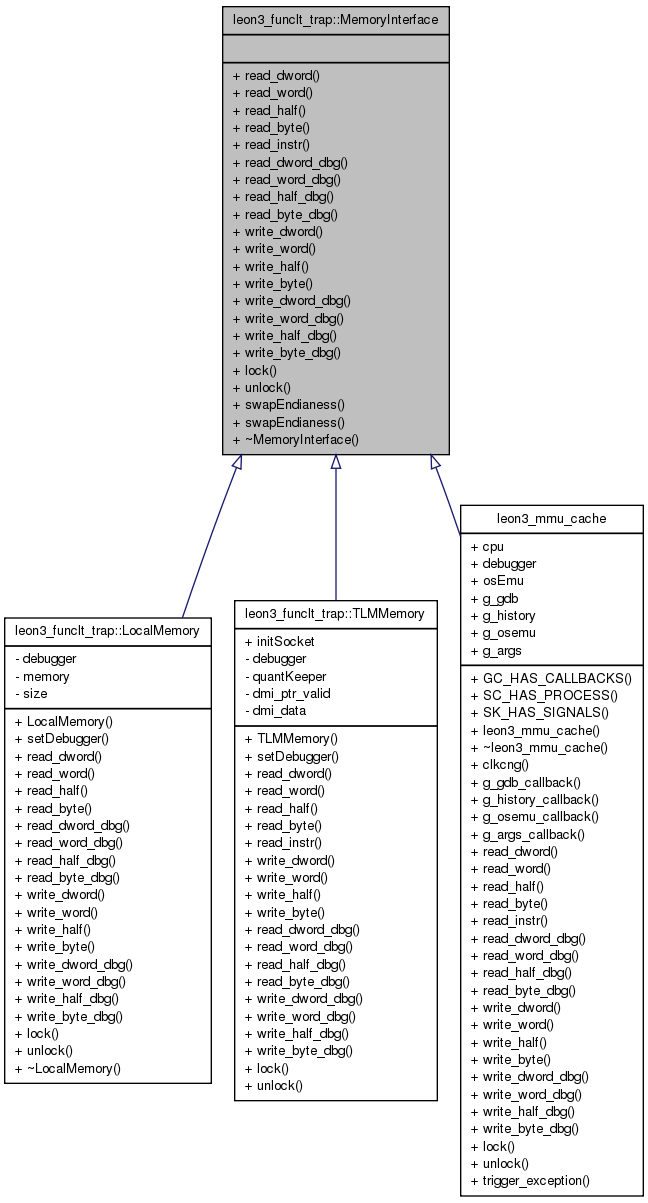 leon3_funclt_trap::MemoryInterface
+ read_dword()
+ read_word()
+ read_half()
+ read_byte()
+ read_instr()
+ read_dword_dbg()
+ read_word_dbg()
+ read_half_dbg()
+ read_byte_dbg()
+ write_dword()
+ write_word()
+ write_half()
+ write_byte()
+ write_dword_dbg()
+ write_word_dbg()
+ write_half_dbg()
+ write_byte_dbg()
+ lock()
+ unlock()
+ swapEndianess()
+ swapEndianess()
+ ~MemoryInterface()
leon3_funclt_trap::LocalMemory
- debugger
- memory
- size
+ LocalMemory()
+ setDebugger()
+ read_dword()
+ read_word()
+ read_half()
+ read_byte()
+ read_dword_dbg()
+ read_word_dbg()
+ read_half_dbg()
+ read_byte_dbg()
+ write_dword()
+ write_word()
+ write_half()
+ write_byte()
+ write_dword_dbg()
+ write_word_dbg()
+ write_half_dbg()
+ write_byte_dbg()
+ lock()
+ unlock()
+ ~LocalMemory()
leon3_funclt_trap::TLMMemory
+ initSocket
- debugger
- quantKeeper
- dmi_ptr_valid
- dmi_data
+ TLMMemory()
+ setDebugger()
+ read_dword()
+ read_word()
+ read_half()
+ read_byte()
+ read_instr()
+ write_dword()
+ write_word()
+ write_half()
+ write_byte()
+ read_dword_dbg()
+ read_word_dbg()
+ read_half_dbg()
+ read_byte_dbg()
+ write_dword_dbg()
+ write_word_dbg()
+ write_half_dbg()
+ write_byte_dbg()
+ lock()
+ unlock()
leon3_mmu_cache
+ cpu
+ debugger
+ osEmu
+ g_gdb
+ g_history
+ g_osemu
+ g_args
+ GC_HAS_CALLBACKS()
+ SC_HAS_PROCESS()
+ SK_HAS_SIGNALS()
+ leon3_mmu_cache()
+ ~leon3_mmu_cache()
+ clkcng()
+ g_gdb_callback()
+ g_history_callback()
+ g_osemu_callback()
+ g_args_callback()
+ read_dword()
+ read_word()
+ read_half()
+ read_byte()
+ read_instr()
+ read_dword_dbg()
+ read_word_dbg()
+ read_half_dbg()
+ read_byte_dbg()
+ write_dword()
+ write_word()
+ write_half()
+ write_byte()
+ write_dword_dbg()
+ write_word_dbg()
+ write_half_dbg()
+ write_byte_dbg()
+ lock()
+ unlock()
+ trigger_exception()